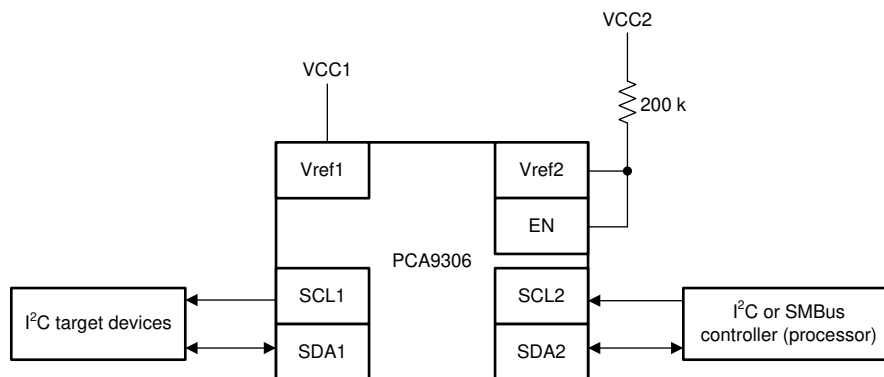 VCC2
VCC1
200 k
Vref1
Vref2
EN
PCA9306
SCL1
SCL2
I²C target devices
I²C or SMBus
controller (processor)
SDA1
SDA2